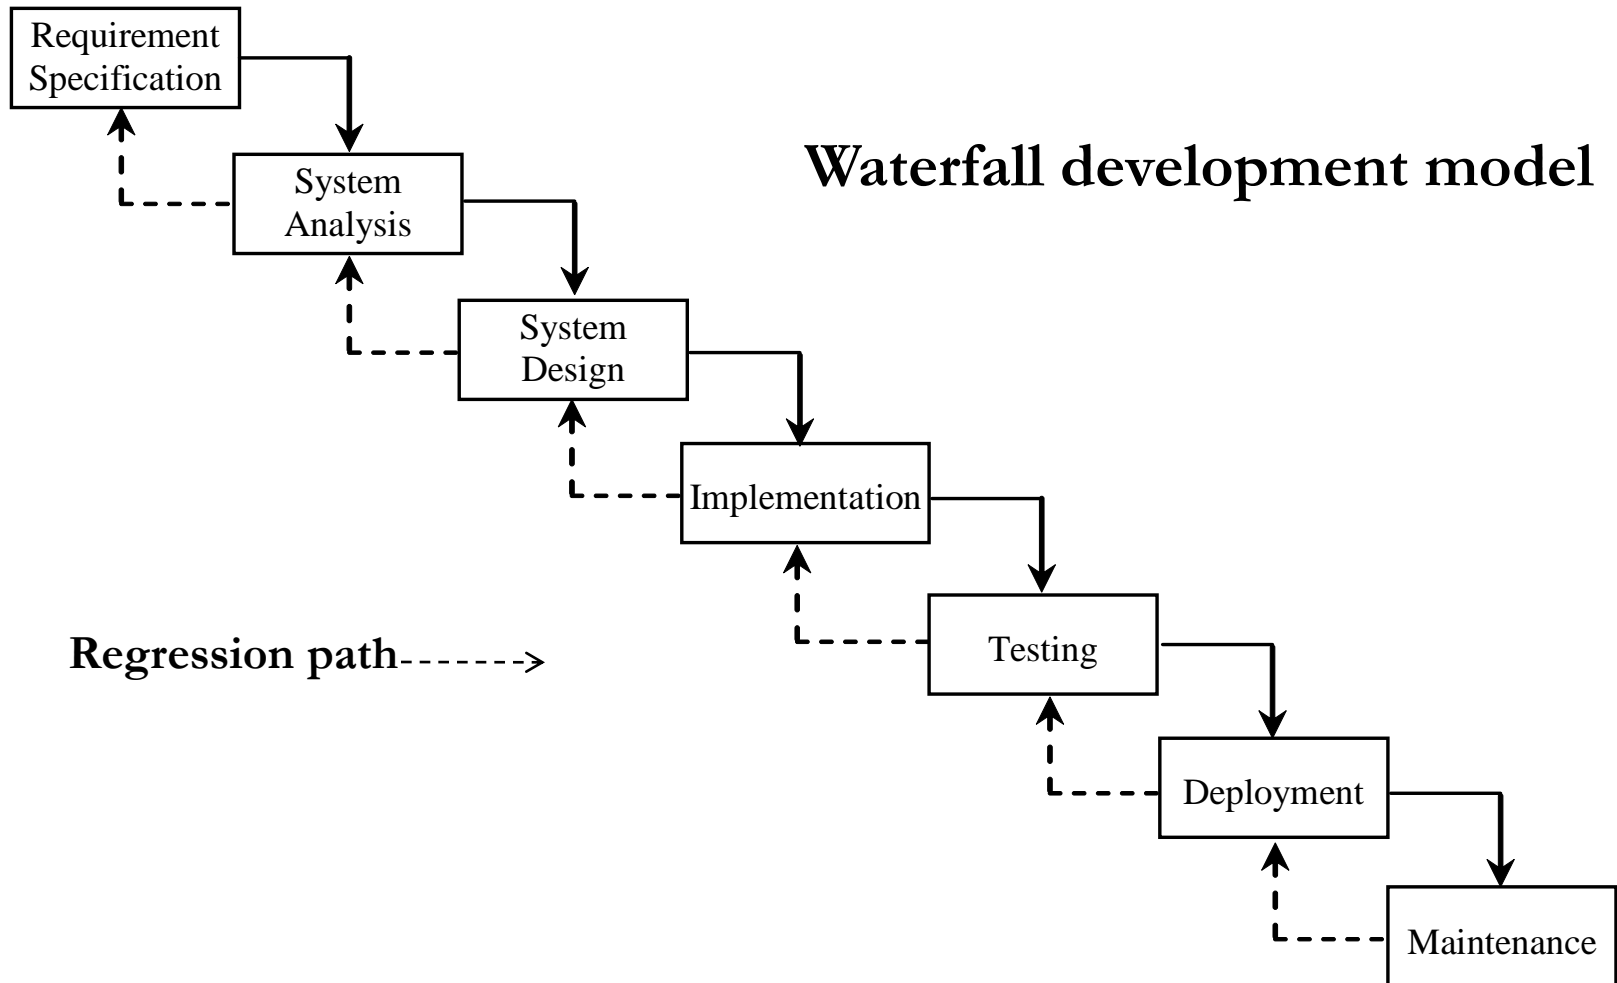 Requirement
Specification
Waterfall development model
System
Analysis
System
Design
Implementation
Regression path
Testing
Deployment
Maintenance